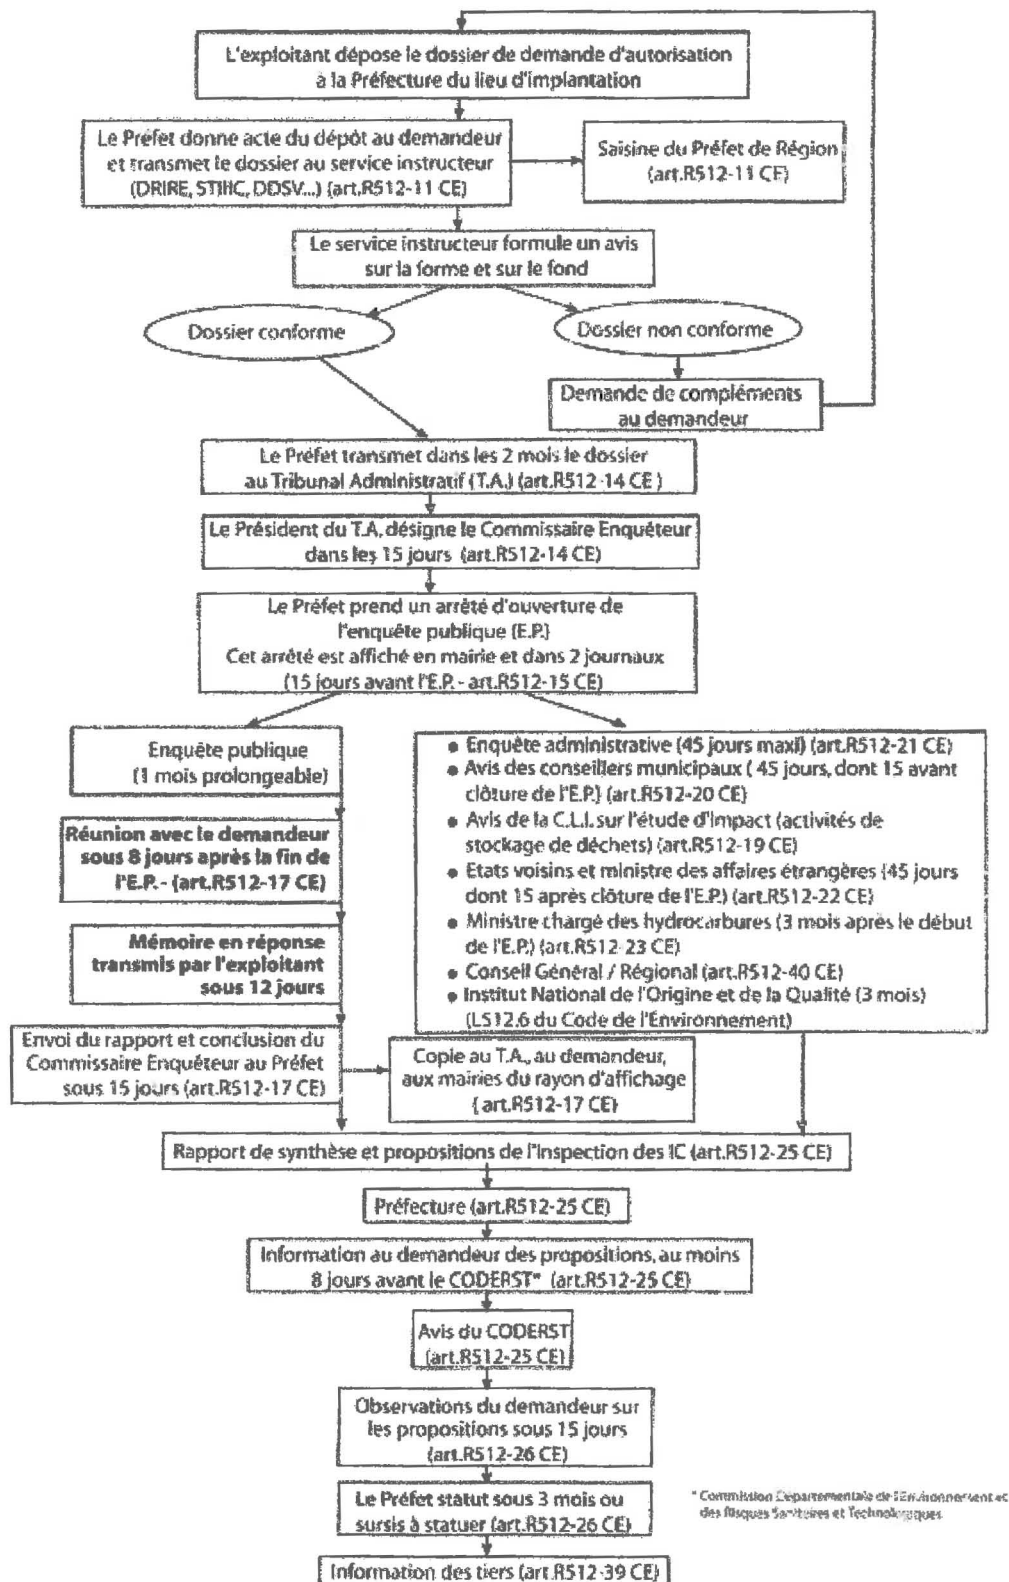 L'exploitant dépose le dossier de demande d'autorisation
à la Préfecture du lieu d'implantation
Le Préfet donne acte du dépôt au demandeur
et transmet le dossier au service instructeur
(DRIRE, STIIIC, DDSV...) (art.R512-11 CE)
Saisine du Préfet de Région
(art.R512-11 CE)
Le service instructeur formule un avis
sur la forme et sur le fond
Dossier conforme
Dossier non conforme
Demande de compléments
au demandeur
Le Préfet transmet dans les 2 mois le dossier
au Tribunal Administratif (T.A.) (art.R512-14 CE )
Le Président du T.A, désigne le Commissaire Enquêteur
dans les 15 jours (art.R512-14 CE)
Le Préfet prend un arrêté d'ouverture de
l'enquête publique (E.P.)
Cet arrêté est affiché en mairie et dans 2 journaux
(15 jours avant l'E.P. - art.R512-15 CE)
Enquête publique
(1 mois prolongeable)
Réunion avec le demandeur
sous 8 jours après la fin de
l'E.P. - (art.R512-17 CE)
Mémoire en réponse
transmis par l'exploitant
sous 12 jours
Envoi du rapport et conclusion du
Commissaire Enquêteur au Préfet
sous 15 jours (art.R512-17 CE)
• Enquête administrative (45 jours maxi) (art.R512-21 CE)
• Avis des conseillers municipaux ( 45 jours, dont 15 avant
clôture de l'E.P.) (art.R512-20 CE)
• Avis de la C.L.I. sur l'étude d'impact (activités de
stockage de déchets) (art.R512-19 CE)
• Etats voisins et ministre des affaires étrangères (45 jours
dont 15 après clôture de l'E.P.) (art.R512-22 CE)
• Ministre chargé des hydrocarbures (3 mois après le début
de l'E.P.) (art.R512-23 CE)
• Conseil Général / Régional (art.R512-40 CE)
• Institut National de l'Origine et de la Qualité (3 mois)
(L512.6 du Code de l'Environnement)
Copie au T.A., au demandeur,
aux mairies du rayon d'affichage
( art.R512-17 CE)
Rapport de synthèse et propositions de l'Inspection des IC (art.R512-25 CE)
Préfecture (art.R512-25 CE)
Information au demandeur des propositions, au moins
8 jours avant le CODERST* (art.R512-25 CE)
Avis du CODERST
(art.R512-25 CE)
Observations du demandeur sur
les propositions sous 15 jours
(art.R512-26 CE)
Le Préfet statut sous 3 mois ou
sursis à statuer (art.R512-26 CE)
* Commission Départementale de l'Environnement et
des Risques Sanitaires et Technologiques
Information des tiers (art.R512-39 CE)